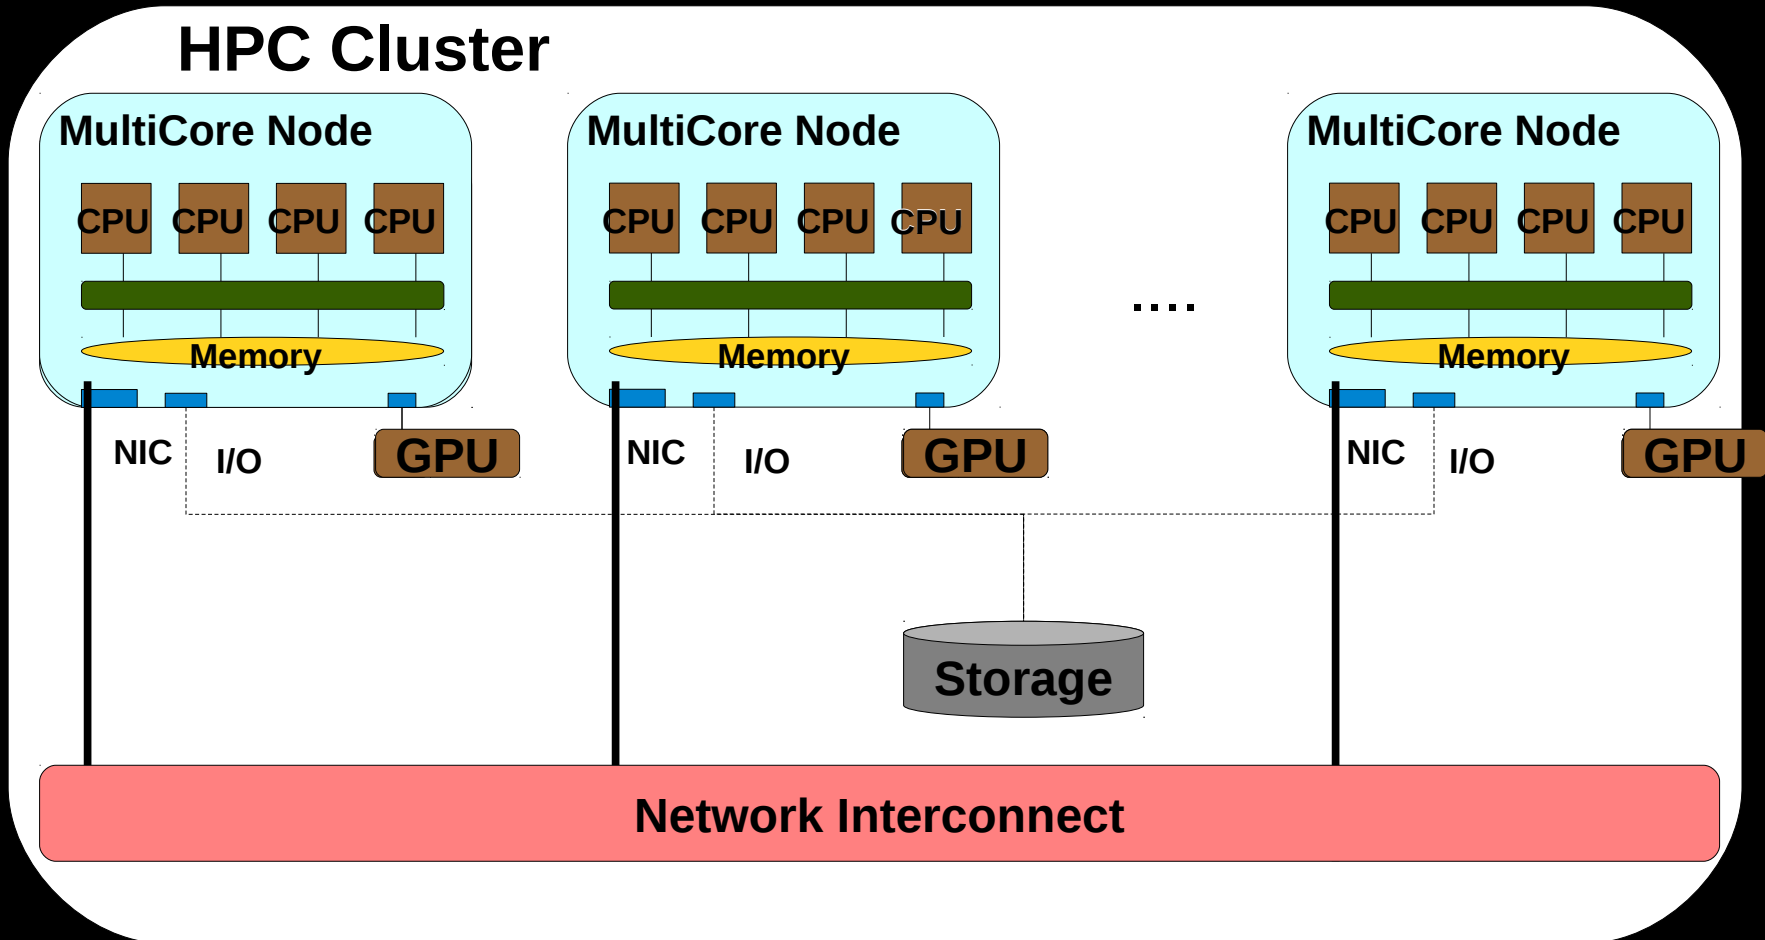 HPC Cluster
MultiCore Node
MultiCore Node
MultiCore Node
CPU CPU CPU CPU
CPU CPU CPU CPU
CPU CPU CPU CPU
....
Memory
Memory
Memory
NIC I/O GPU
NIC I/O GPU
NIC I/O GPU
Storage
Network Interconnect